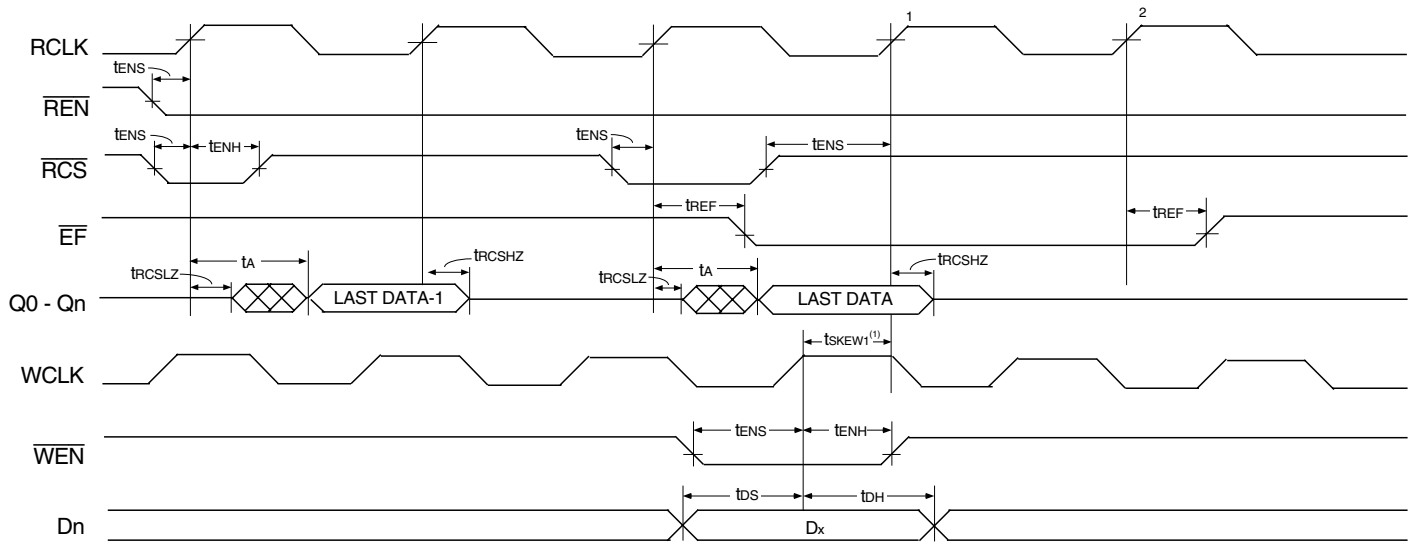 1 2
RCLK
tENS
REN
tENS tENH tENS tENS
RCS
tREF tREF
EF
tRCSLZ tA tRCSHZ tRCSLZ tA tRCSHZ
Q0 - Qn LAST DATA-1 LAST DATA
tSKEW1(1)
WCLK
tENS tENH
WEN
tDS tDH
Dn Dx